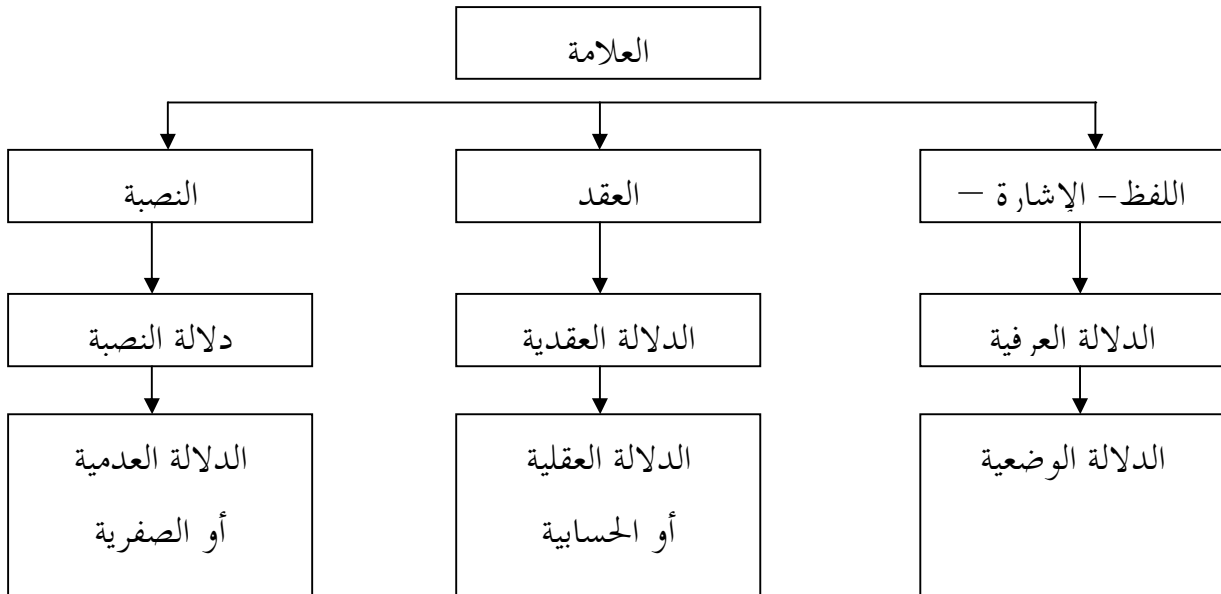 العلامة
اللفظ – الإشارة –
العقد
النصبة
الدلالة العرفية
الدلالة العقدية
دلالة النصبة
الدلالة الوضعية
الدلالة العقلية
أو الحسابية
الدلالة العدمية
أو الصفرية